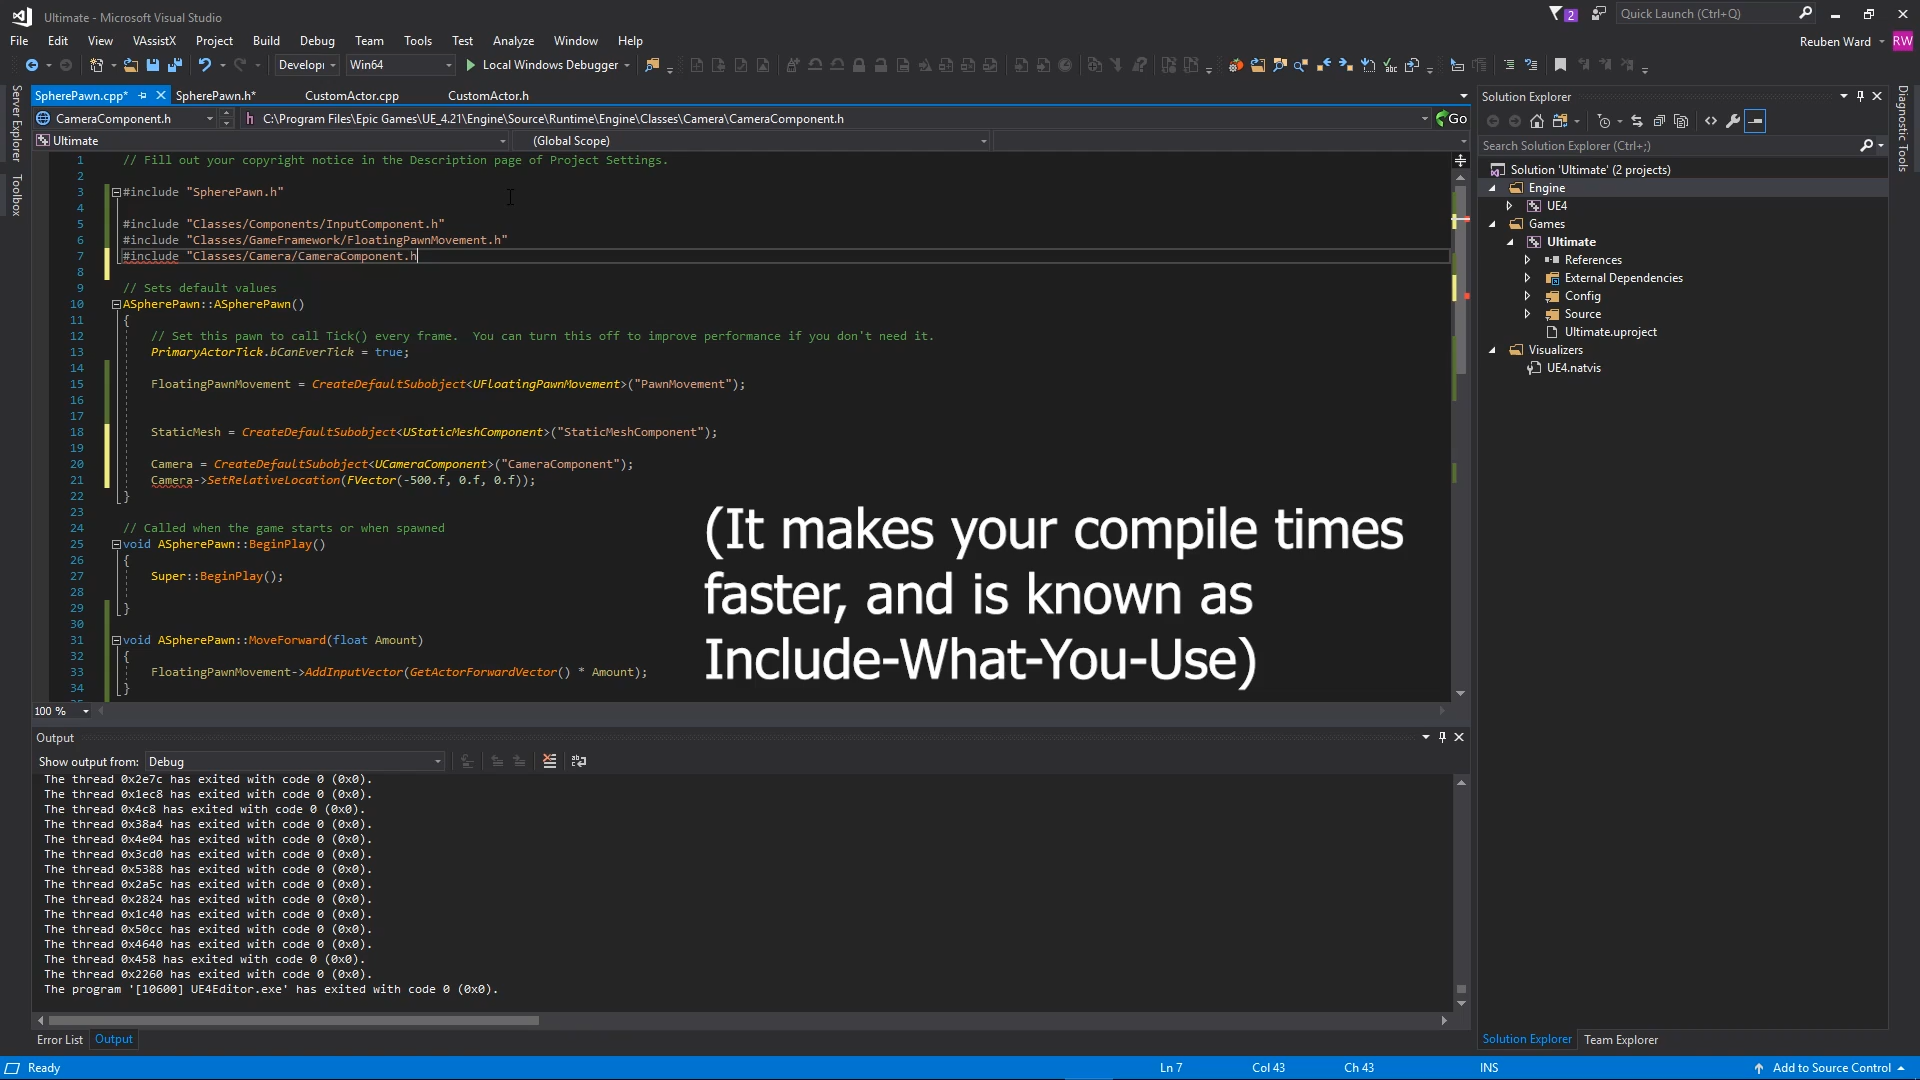 Ultimate - Microsoft Visual Studio
2
Quick Launch (Ctrl+Q)
File Edit View VAssistX Project Build Debug Team Tools Test Analyze Window Help
Reuben Ward
RW
Developi Win64 Local Windows Debugger
Server Explorer
Toolbox
SpherePawn.cpp* SpherePawn.h* CustomActor.cpp CustomActor.h
CameraComponent.h
C:\Program Files\Epic Games\UE_4.21\Engine\Source\Runtime\Engine\Classes\Camera\CameraComponent.h
Go
Ultimate (Global Scope)
1 // Fill out your copyright notice in the Description page of Project Settings.
2
3 #include "SpherePawn.h"
4
5 #include "Classes/Components/InputComponent.h"
6 #include "Classes/GameFramework/FloatingPawnMovement.h"
7 #include "Classes/Camera/CameraComponent.h
8
9 // Sets default values
10 ASpherePawn::ASpherePawn()
11 {
12 // Set this pawn to call Tick() every frame.  You can turn this off to improve performance if you don't need it.
13 PrimaryActorTick.bCanEverTick = true;
14
15 FloatingPawnMovement = CreateDefaultSubobject<UFloatingPawnMovement>("PawnMovement");
16
17
18 StaticMesh = CreateDefaultSubobject<UStaticMeshComponent>("StaticMeshComponent");
19
20 Camera = CreateDefaultSubobject<UCameraComponent>("CameraComponent");
21 Camera->SetRelativeLocation(FVector(-500.f, 0.f, 0.f));
22 }
23
24 // Called when the game starts or when spawned
25 void ASpherePawn::BeginPlay()
26 {
27 Super::BeginPlay();
28
29 }
30
31 void ASpherePawn::MoveForward(float Amount)
32 {
33 FloatingPawnMovement->AddInputVector(GetActorForwardVector() * Amount);
34 }
(It makes your compile times
faster, and is known as
Include-What-You-Use)
100 %
Output
Show output from: Debug
The thread 0x2e7c has exited with code 0 (0x0).
The thread 0x1ec8 has exited with code 0 (0x0).
The thread 0x4c8 has exited with code 0 (0x0).
The thread 0x38a4 has exited with code 0 (0x0).
The thread 0x4e04 has exited with code 0 (0x0).
The thread 0x3cd0 has exited with code 0 (0x0).
The thread 0x5388 has exited with code 0 (0x0).
The thread 0x2a5c has exited with code 0 (0x0).
The thread 0x2824 has exited with code 0 (0x0).
The thread 0x1c40 has exited with code 0 (0x0).
The thread 0x50cc has exited with code 0 (0x0).
The thread 0x4640 has exited with code 0 (0x0).
The thread 0x458 has exited with code 0 (0x0).
The thread 0x2260 has exited with code 0 (0x0).
The program '[10600] UE4Editor.exe' has exited with code 0 (0x0).
Error List Output
Solution Explorer
Search Solution Explorer (Ctrl+;)
Solution 'Ultimate' (2 projects)
Engine
UE4
Games
Ultimate
References
External Dependencies
Config
Source
Ultimate.uproject
Visualizers
UE4.natvis
Solution Explorer Team Explorer
Diagnostic Tools
Ready
Ln 7 Col 43 Ch 43 INS
Add to Source Control